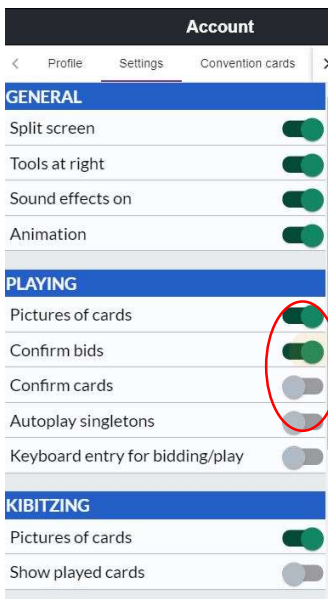 Account
Profile Settings Convention cards
GENERAL
Split screen
Tools at right
Sound effects on
Animation
PLAYING
Pictures of cards
Confirm bids
Confirm cards
Autoplay singletons
Keyboard entry for bidding/play
KIBITZING
Pictures of cards
Show played cards